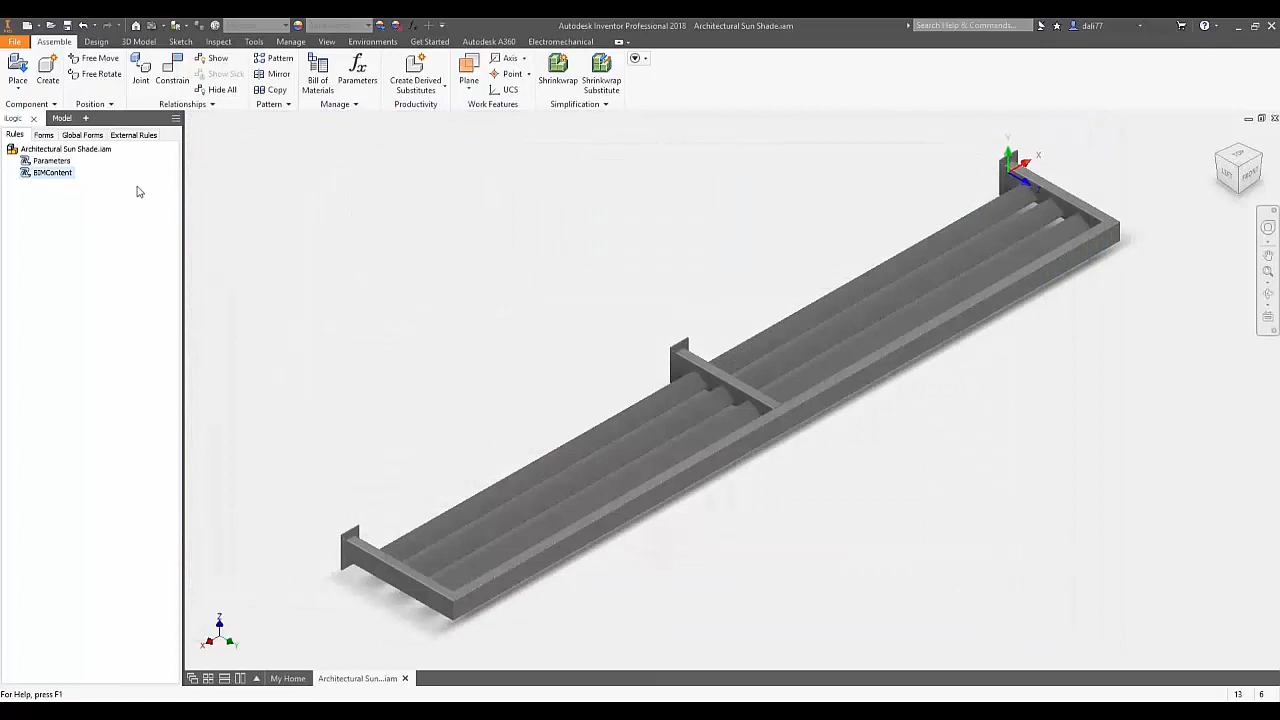 Autodesk Inventor Professional 2018 Architectural Sun Shade.iam
Search Help & Commands...
dali77
File Assemble Design 3D Model Sketch Inspect Tools Manage View Environments Get Started Autodesk A360 Electromechanical
Place Create
Free Move
Free Rotate
Joint Constrain
Show
Show Sick
Hide All
Pattern
Mirror
Copy
Bill of Materials
Parameters
Create Derived Substitutes
Plane
Axis
Point
UCS
Shrinkwrap
Shrinkwrap Substitute
Component Position Relationships Pattern Manage Productivity Work Features Simplification
iLogic Model
Rules Forms Global Forms External Rules
Architectural Sun Shade.iam
Parameters
BIMContent
Y
X
TOP
LEFT FRONT
Z
X Y
My Home Architectural Sun...iam
For Help, press F1
13 6